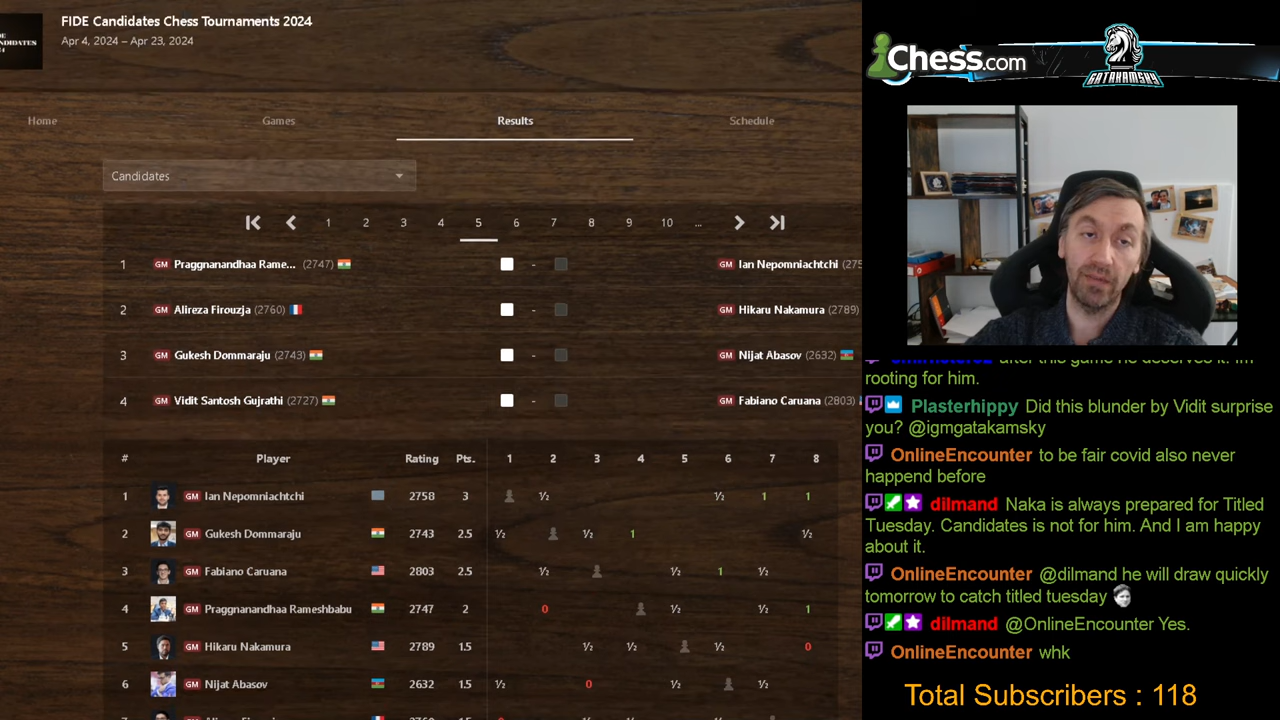 FIDE Candidates Chess Tournaments 2024
Apr 4, 2024 – Apr 23, 2024
Home Games Results Schedule
Candidates
1 2 3 4 5 6 7 8 9 10 ...
1 GM Praggnanandhaa Rame... (2747) - GM Ian Nepomniachtchi (275
2 GM Alireza Firouzja (2760) - GM Hikaru Nakamura (2789)
3 GM Gukesh Dommaraju (2743) - GM Nijat Abasov (2632)
4 GM Vidit Santosh Gujrathi (2727) - GM Fabiano Caruana (2803)
# Player Rating Pts. 1 2 3 4 5 6 7 8
1 GM Ian Nepomniachtchi 2758 3 ½ ½ 1 1
2 GM Gukesh Dommaraju 2743 2.5 ½ ½ 1 ½
3 GM Fabiano Caruana 2803 2.5 ½ ½ 1 ½
4 GM Praggnanandhaa Rameshbabu 2747 2 0 ½ ½ 1
5 GM Hikaru Nakamura 2789 1.5 ½ ½ ½ 0
6 GM Nijat Abasov 2632 1.5 ½ 0 ½ ½
Chess.com
GATAKAMSKY
after this game he deserves it. Im
rooting for him.
Plasterhippy Did this blunder by Vidit surprise
you? @igmgatakamsky
OnlineEncounter to be fair covid also never
happend before
dilmand Naka is always prepared for Titled
Tuesday. Candidates is not for him. And I am happy
about it.
OnlineEncounter @dilmand he will draw quickly
tomorrow to catch titled tuesday
dilmand @OnlineEncounter Yes.
OnlineEncounter whk
Total Subscribers : 118